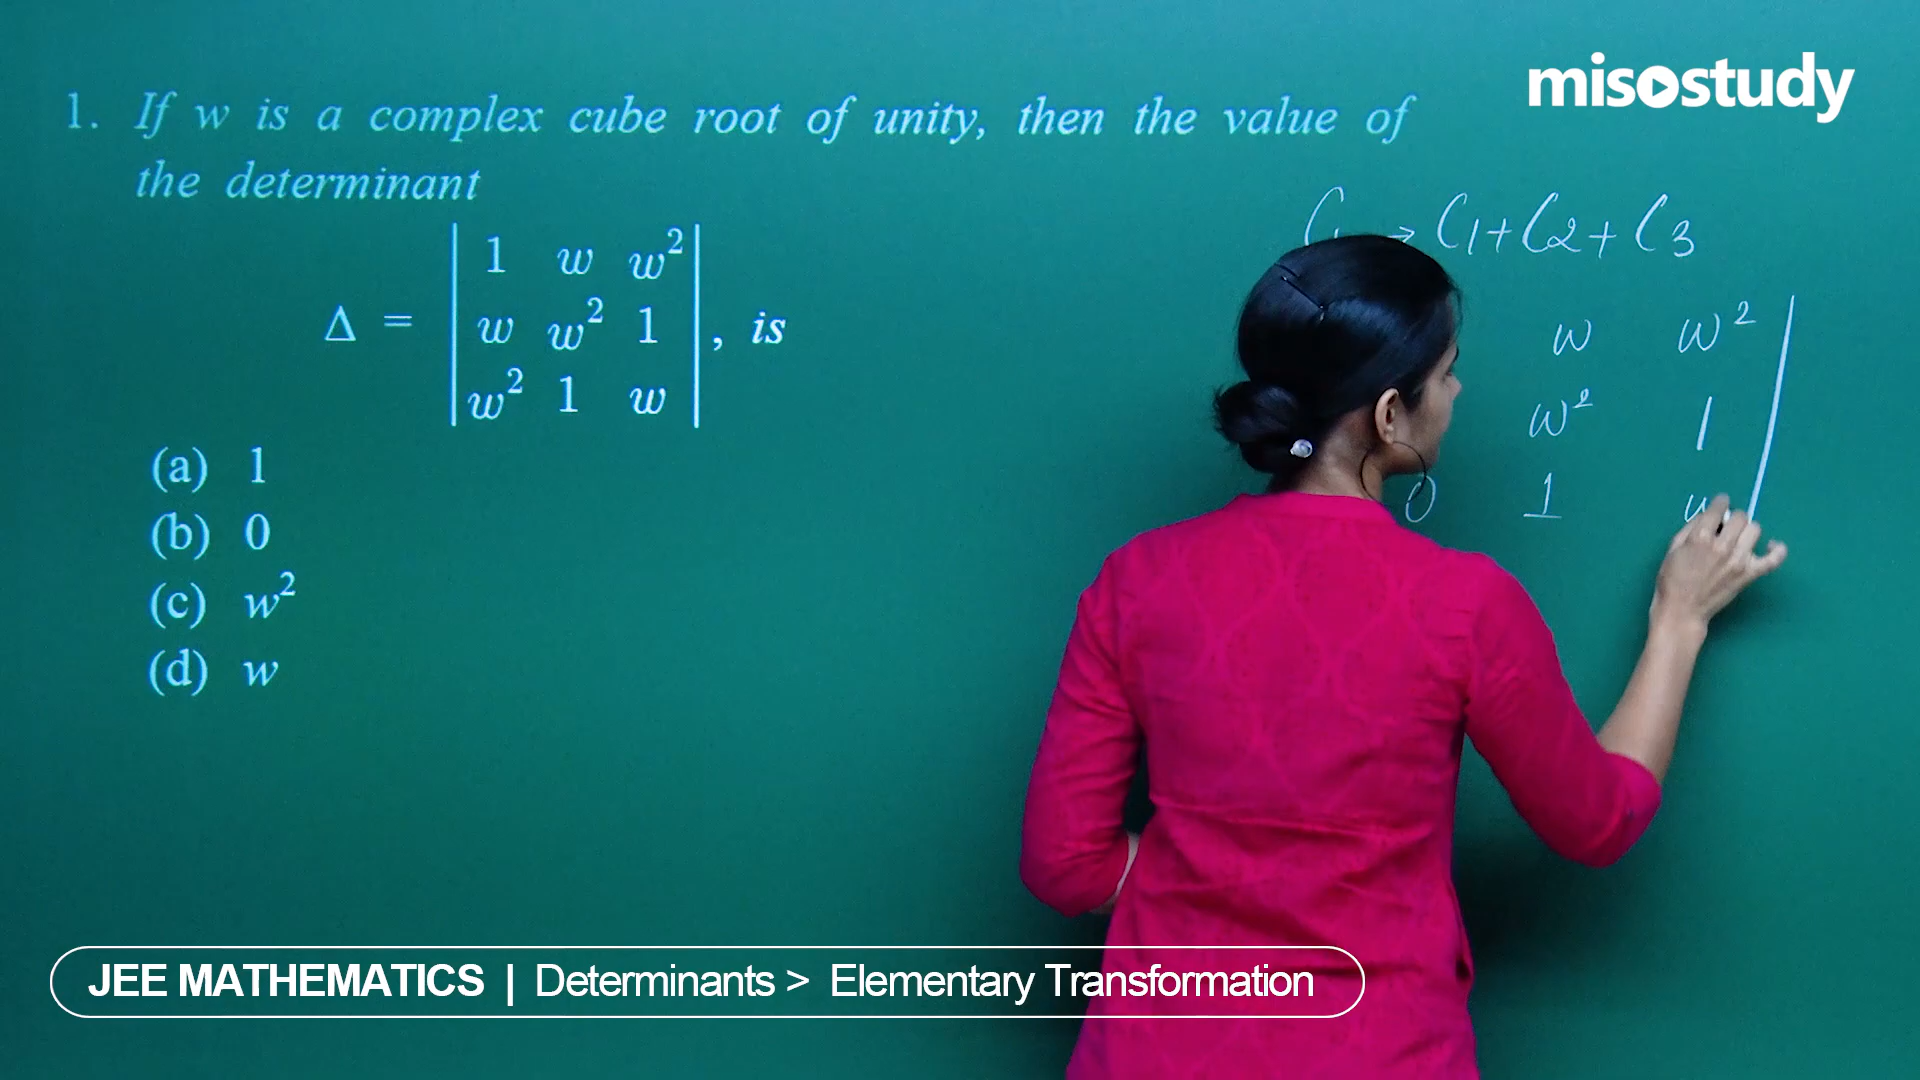 misostudy
1. If w is a complex cube root of unity, then the value of
the determinant
1 w w²
Δ = w w² 1 , is
w² 1 w
(a) 1
(b) 0
(c) w²
(d) w
→ C1+C2+C3
w w²
w² 1
0 1
JEE MATHEMATICS | Determinants > Elementary Transformation